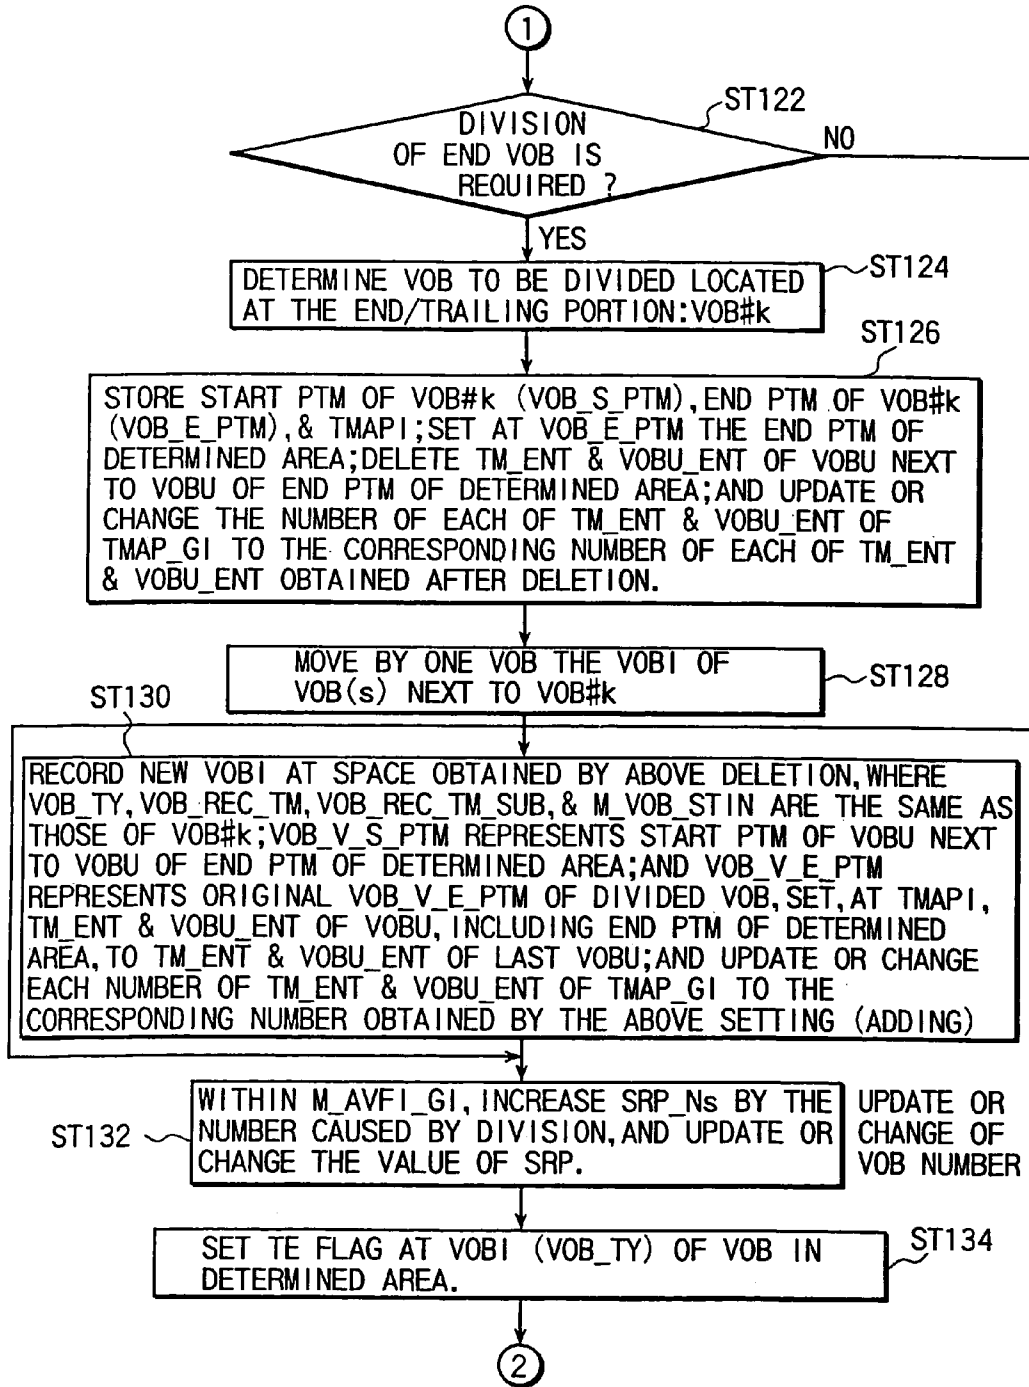 1
ST122
DIVISION
OF END VOB IS
REQUIRED ?
NO
YES
ST124
DETERMINE VOB TO BE DIVIDED LOCATED
AT THE END/TRAILING PORTION:VOB#k
ST126
STORE START PTM OF VOB#k (VOB_S_PTM), END PTM OF VOB#k
(VOB_E_PTM), & TMAPI; SET AT VOB_E_PTM THE END PTM OF
DETERMINED AREA; DELETE TM_ENT & VOBU_ENT OF VOBU NEXT
TO VOBU OF END PTM OF DETERMINED AREA; AND UPDATE OR
CHANGE THE NUMBER OF EACH OF TM_ENT & VOBU_ENT OF
TMAP_GI TO THE CORRESPONDING NUMBER OF EACH OF TM_ENT
& VOBU_ENT OBTAINED AFTER DELETION.
MOVE BY ONE VOB THE VOBI OF
VOB(s) NEXT TO VOB#k
ST128
ST130
RECORD NEW VOBI AT SPACE OBTAINED BY ABOVE DELETION, WHERE
VOB_TY, VOB_REC_TM, VOB_REC_TM_SUB, & M_VOB_STIN ARE THE SAME AS
THOSE OF VOB#k; VOB_V_S_PTM REPRESENTS START PTM OF VOBU NEXT
TO VOBU OF END PTM OF DETERMINED AREA; AND VOB_V_E_PTM
REPRESENTS ORIGINAL VOB_V_E_PTM OF DIVIDED VOB, SET, AT TMAPI,
TM_ENT & VOBU_ENT OF VOBU, INCLUDING END PTM OF DETERMINED
AREA, TO TM_ENT & VOBU_ENT OF LAST VOBU; AND UPDATE OR CHANGE
EACH NUMBER OF TM_ENT & VOBU_ENT OF TMAP_GI TO THE
CORRESPONDING NUMBER OBTAINED BY THE ABOVE SETTING (ADDING)
ST132
WITHIN M_AVFI_GI, INCREASE SRP_Ns BY THE
NUMBER CAUSED BY DIVISION, AND UPDATE OR
CHANGE THE VALUE OF SRP.
UPDATE OR
CHANGE OF
VOB NUMBER
SET TE FLAG AT VOBI (VOB_TY) OF VOB IN
DETERMINED AREA.
ST134
2